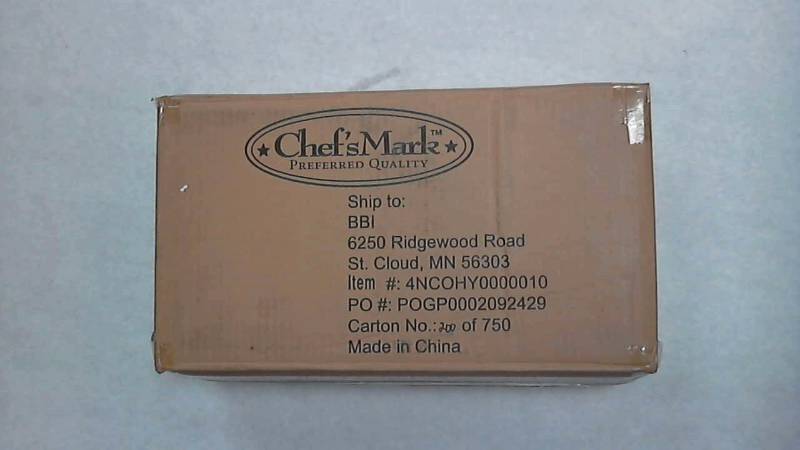 Chef'sMark™
PREFERRED QUALITY
Ship to:
BBI
6250 Ridgewood Road
St. Cloud, MN 56303
Item #: 4NCOHY0000010
PO #: POGP0002092429
Carton No.:200 of 750
Made in China